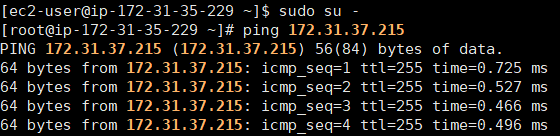 [ec2-user@ip-172-31-35-229 ~]$ sudo su -
[root@ip-172-31-35-229 ~]# ping 172.31.37.215
PING 172.31.37.215 (172.31.37.215) 56(84) bytes of data.
64 bytes from 172.31.37.215: icmp_seq=1 ttl=255 time=0.725 ms
64 bytes from 172.31.37.215: icmp_seq=2 ttl=255 time=0.527 ms
64 bytes from 172.31.37.215: icmp_seq=3 ttl=255 time=0.466 ms
64 bytes from 172.31.37.215: icmp_seq=4 ttl=255 time=0.496 ms